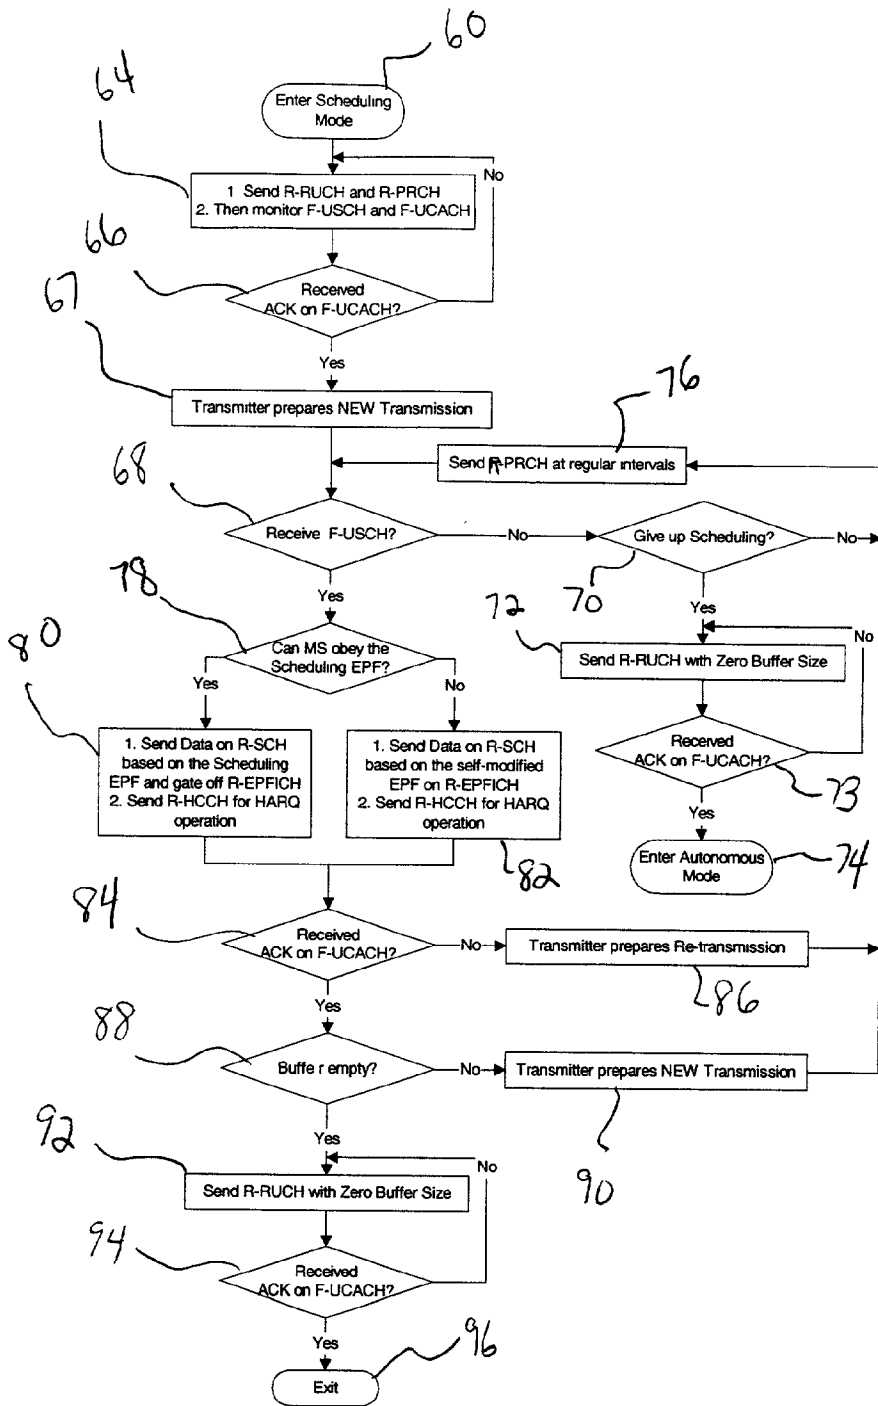 60
64
Enter Scheduling
Mode
No
1 Send R-RUCH and R-PRCH
2. Then monitor F-USCH and F-UCACH
66
67
Received
ACK on F-UCACH?
Yes
76
Transmitter prepares NEW Transmission
Send R-PRCH at regular intervals
68
Receive F-USCH?
No
Give up Scheduling?
No
78
70
72
Yes
Yes
No
80
Can MS obey the
Scheduling EPF?
Send R-RUCH with Zero Buffer Size
Yes
No
1. Send Data on R-SCH
based on the Scheduling
EPF and gate off R-EPFICH
2. Send R-HCCH for HARQ
operation
1. Send Data on R-SCH
based on the self-modified
EPF on R-EPFICH
2. Send R-HCCH for HARQ
operation
Received
ACK on F-UCACH?
73
Yes
82
Enter Autonomous
Mode
74
84
Received
ACK on F-UCACH?
No
Transmitter prepares Re-transmission
86
Yes
88
Buffe r empty?
No
Transmitter prepares NEW Transmission
90
Yes
92
No
Send R-RUCH with Zero Buffer Size
94
Received
ACK on F-UCACH?
Yes
96
Exit